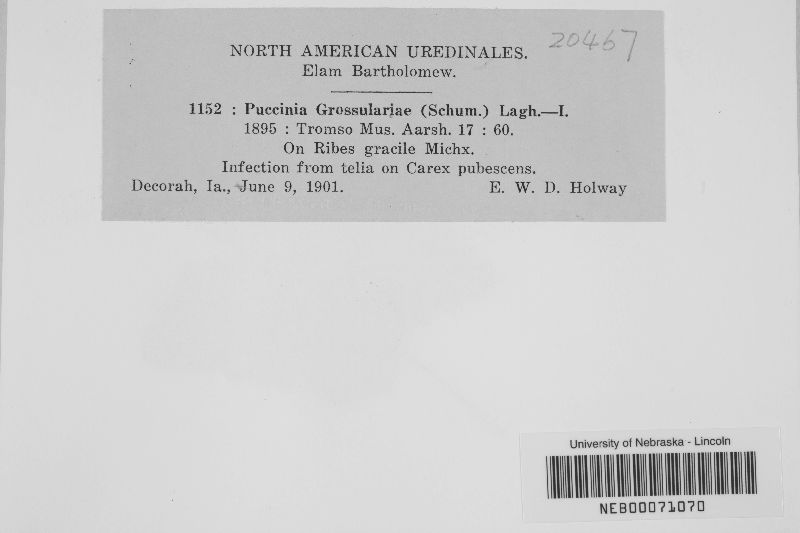 20467
NORTH AMERICAN UREDINALES.
Elam Bartholomew.
1152 : Puccinia Grossulariae (Schum.) Lagh.—I.
1895 : Tromso Mus. Aarsh. 17 : 60.
On Ribes gracile Michx.
Infection from telia on Carex pubescens.
Decorah, Ia., June 9, 1901. E. W. D. Holway
University of Nebraska - Lincoln
NEB00071070